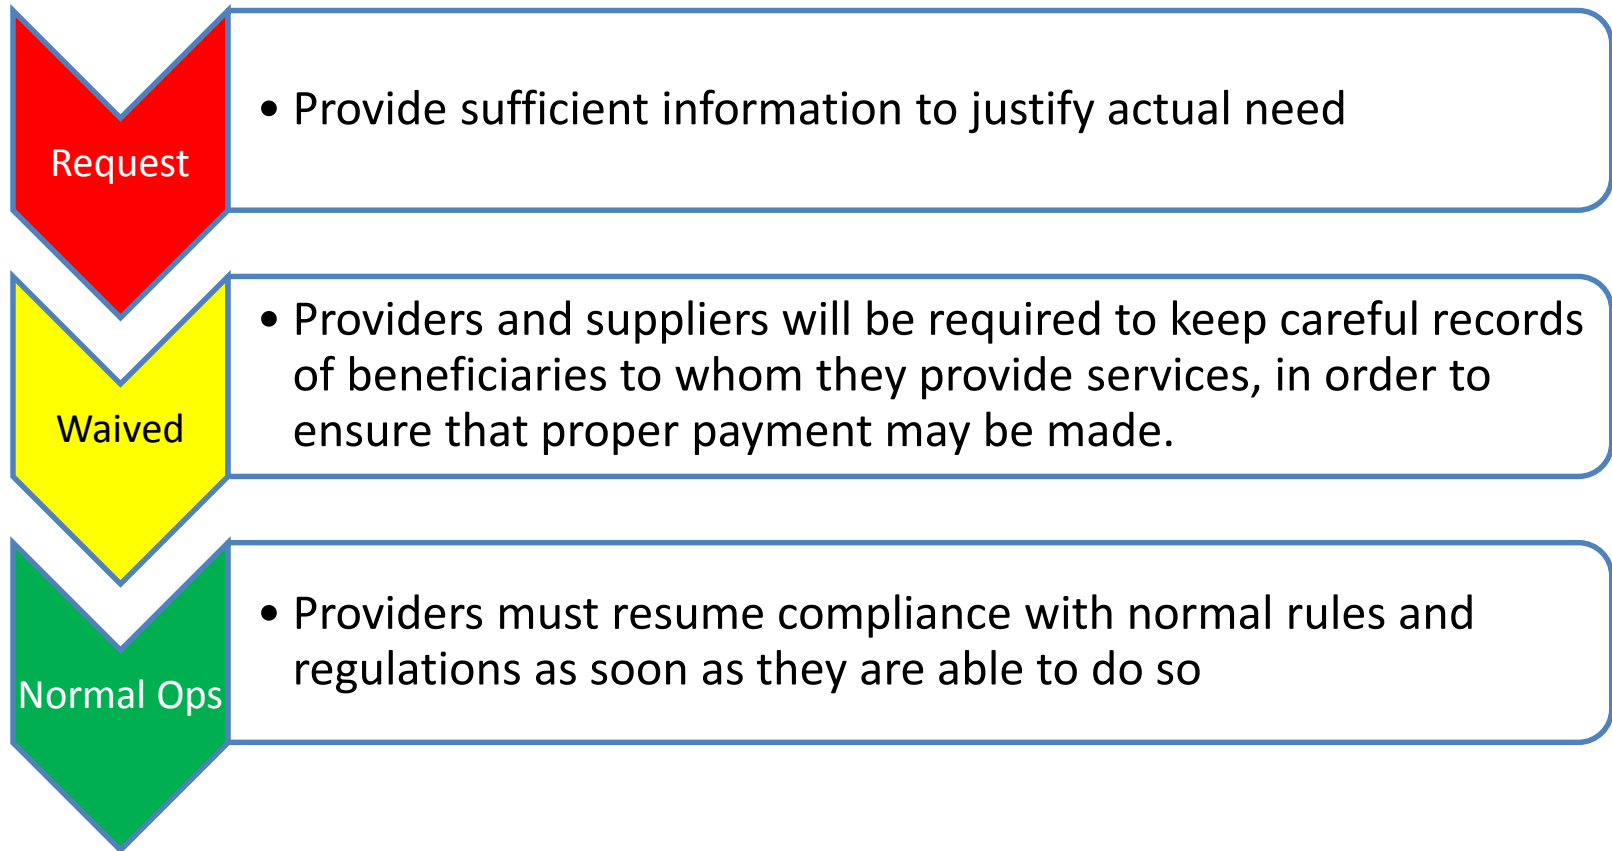 Request
• Provide sufficient information to justify actual need
Waived
• Providers and suppliers will be required to keep careful records
of beneficiaries to whom they provide services, in order to
ensure that proper payment may be made.
Normal Ops
• Providers must resume compliance with normal rules and
regulations as soon as they are able to do so